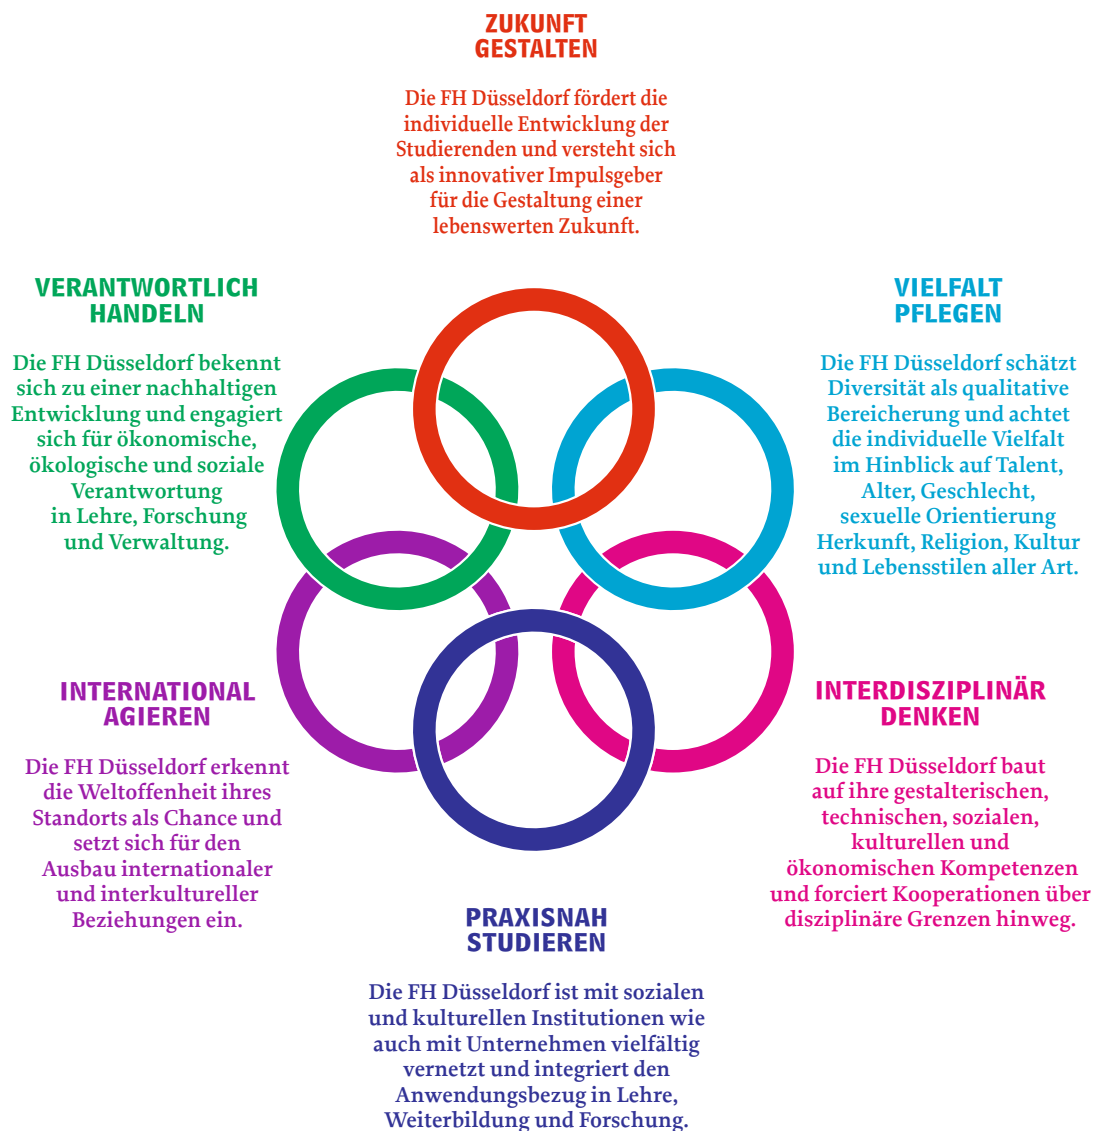 ZUKUNFT
GESTALTEN
Die FH Düsseldorf fördert die
individuelle Entwicklung der
Studierenden und versteht sich
als innovativer Impulsgeber
für die Gestaltung einer
lebenswerten Zukunft.
VERANTWORTLICH
HANDELN
Die FH Düsseldorf bekennt
sich zu einer nachhaltigen
Entwicklung und engagiert
sich für ökonomische,
ökologische und soziale
Verantwortung
in Lehre, Forschung
und Verwaltung.
VIELFALT
PFLEGEN
Die FH Düsseldorf schätzt
Diversität als qualitative
Bereicherung und achtet
die individuelle Vielfalt
im Hinblick auf Talent,
Alter, Geschlecht,
sexuelle Orientierung
Herkunft, Religion, Kultur
und Lebensstilen aller Art.
INTERNATIONAL
AGIEREN
Die FH Düsseldorf erkennt
die Weltoffenheit ihres
Standorts als Chance und
setzt sich für den
Ausbau internationaler
und interkultureller
Beziehungen ein.
INTERDISZIPLINÄR
DENKEN
Die FH Düsseldorf baut
auf ihre gestalterischen,
technischen, sozialen,
kulturellen und
ökonomischen Kompetenzen
und forciert Kooperationen über
disziplinäre Grenzen hinweg.
PRAXISNAH
STUDIEREN
Die FH Düsseldorf ist mit sozialen
und kulturellen Institutionen wie
auch mit Unternehmen vielfältig
vernetzt und integriert den
Anwendungsbezug in Lehre,
Weiterbildung und Forschung.